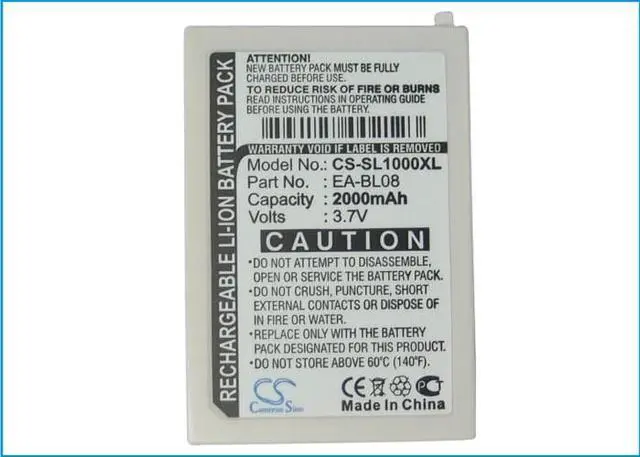 RECHARGEABLE LI-ION BATTERY PACK
ATTENTION!
NEW BATTERY PACK MUST BE FULLY
CHARGED BEFORE USE.
TO REDUCE RISK OF FIRE OR BURNS
READ INSTRUCTIONS IN OPERATING GUIDE
BEFORE USING THE BATTERY.
WARRANTY VOID IF LABEL IS REMOVED
Model No.: CS-SL1000XL
Part No. : EA-BL08
Capacity : 2000mAh
Volts : 3.7V
CAUTION
•DO NOT ATTEMPT TO DISASSEMBLE,
OPEN OR SERVICE THE BATTERY PACK.
•DO NOT CRUSH, PUNCTURE, SHORT
EXTERNAL CONTACTS OR DISPOSE OF
IN FIRE OR WATER.
•REPLACE ONLY WITH THE BATTERY
PACK DESIGNATED FOR THIS PRODUCT.
•DO NOT STORE ABOVE 60°C (140°F).
CS
Cameron Sino
CE
Made In China